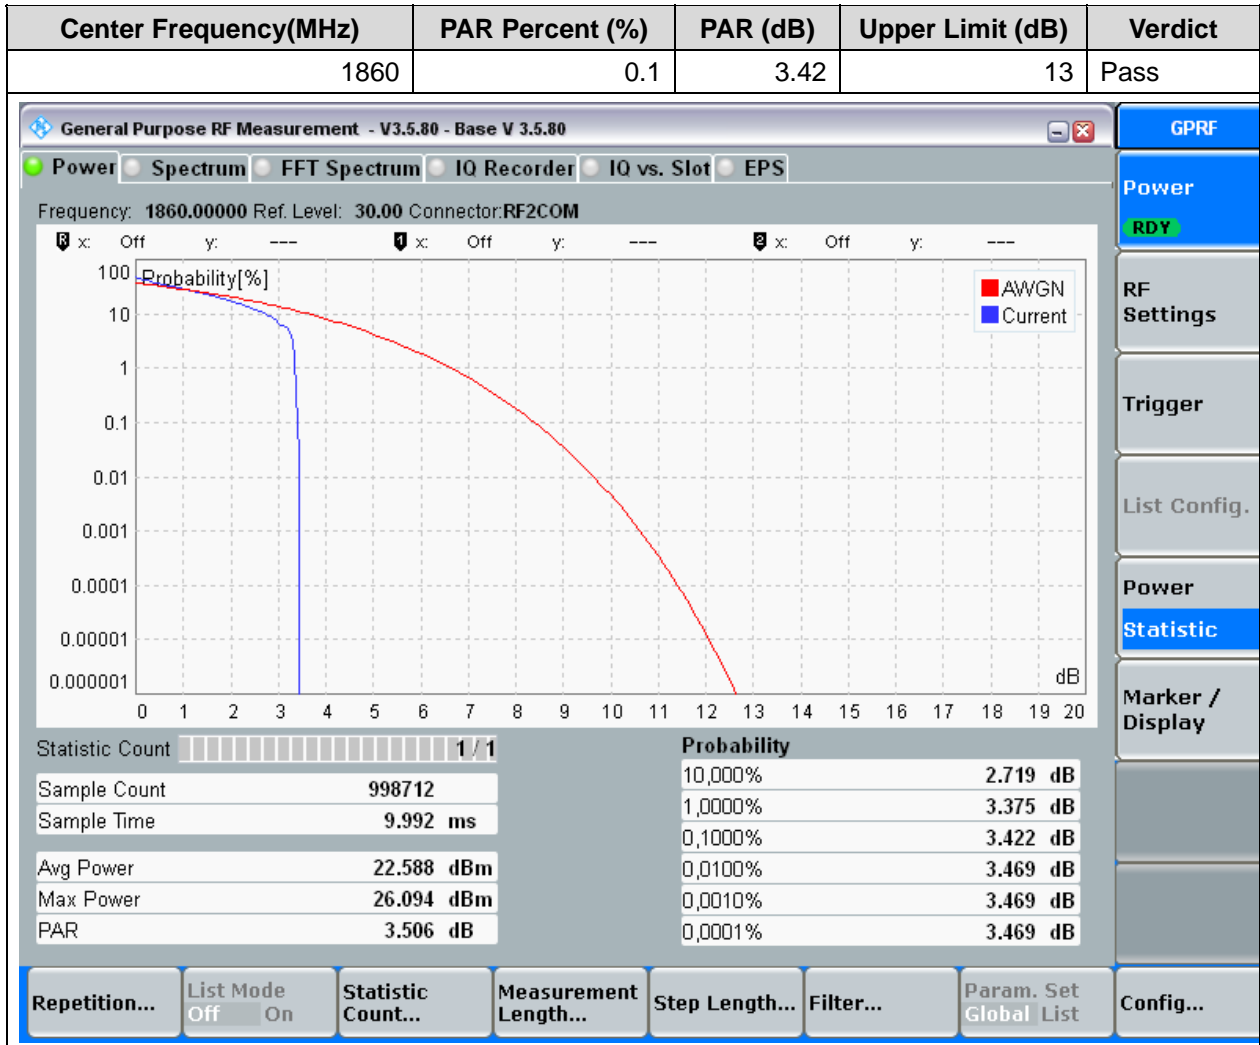 Center Frequency(MHz) PAR Percent (%) PAR (dB) Upper Limit (dB) Verdict
1860 0.1 3.42 13 Pass
General Purpose RF Measurement - V3.5.80 - Base V 3.5.80
GPRF
Power Spectrum FFT Spectrum IQ Recorder IQ vs. Slot EPS
Power
RDY
Frequency: 1860.00000 Ref. Level: 30.00 Connector:RF2COM
R x: Off y: --- 1 x: Off y: --- 2 x: Off y: ---
Probability[%]
AWGN
Current
100
10
1
0.1
0.01
0.001
0.0001
0.00001
0.000001
dB
0 1 2 3 4 5 6 7 8 9 10 11 12 13 14 15 16 17 18 19 20
RF
Settings
Trigger
List Config.
Power
Statistic
Marker /
Display
Statistic Count 1 / 1
Sample Count 998712
Sample Time 9.992 ms
Avg Power 22.588 dBm
Max Power 26.094 dBm
PAR 3.506 dB
Probability
10,000% 2.719 dB
1,0000% 3.375 dB
0,1000% 3.422 dB
0,0100% 3.469 dB
0,0010% 3.469 dB
0,0001% 3.469 dB
Repetition...
List Mode
Off On
Statistic
Count...
Measurement
Length...
Step Length...
Filter...
Param. Set
Global List
Config...